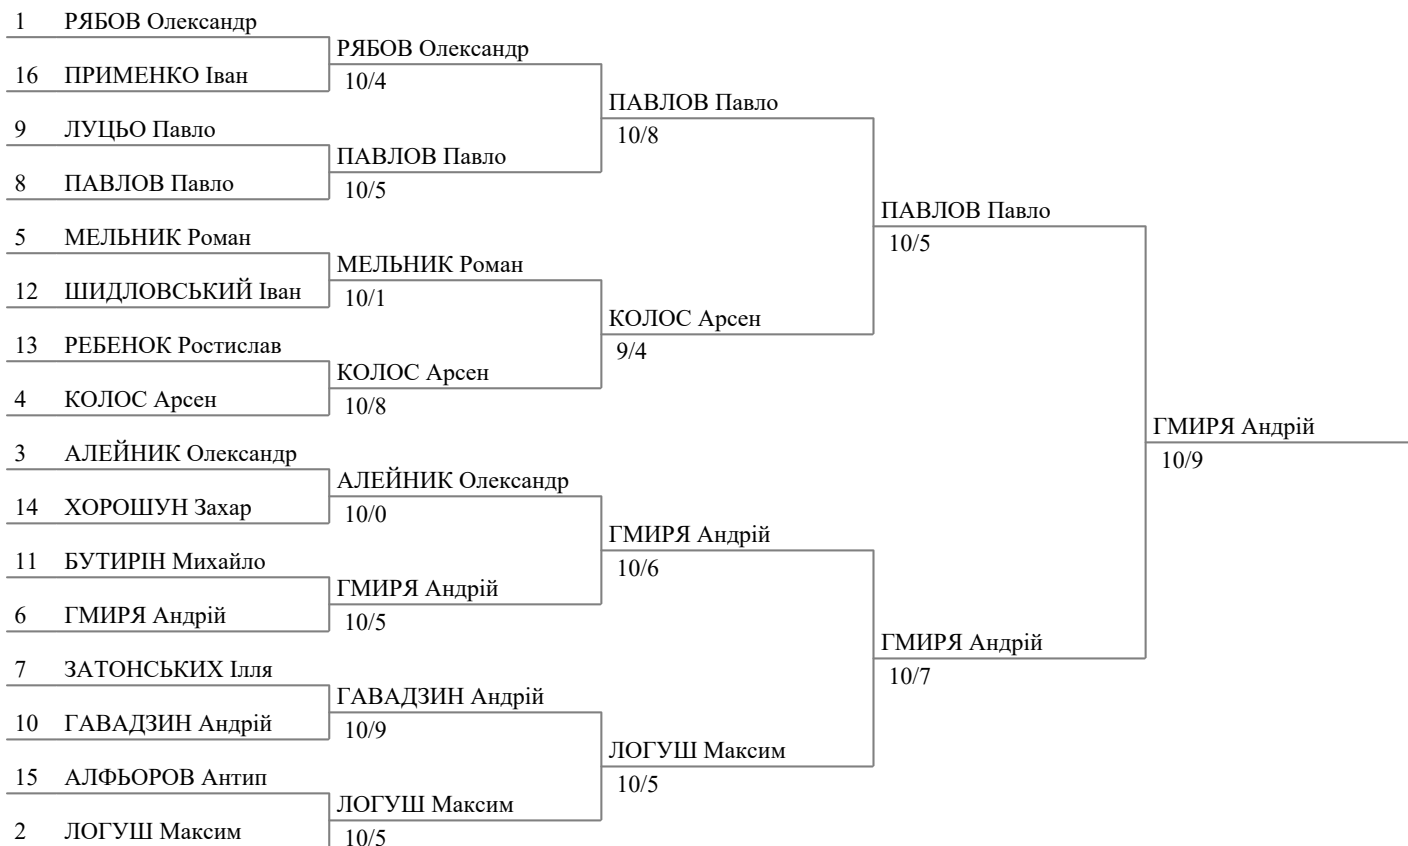 1 РЯБОВ Олександр
РЯБОВ Олександр
16 ПРИМЕНКО Іван
10/4
ПАВЛОВ Павло
9 ЛУЦЬО Павло
10/8
ПАВЛОВ Павло
8 ПАВЛОВ Павло
10/5
ПАВЛОВ Павло
5 МЕЛЬНИК Роман
10/5
МЕЛЬНИК Роман
12 ШИДЛОВСЬКИЙ Іван
10/1
КОЛОС Арсен
13 РЕБЕНОК Ростислав
9/4
КОЛОС Арсен
4 КОЛОС Арсен
10/8
ГМИРЯ Андрій
3 АЛЕЙНИК Олександр
10/9
АЛЕЙНИК Олександр
14 ХОРОШУН Захар
10/0
ГМИРЯ Андрій
11 БУТИРІН Михайло
10/6
ГМИРЯ Андрій
6 ГМИРЯ Андрій
10/5
ГМИРЯ Андрій
7 ЗАТОНСЬКИХ Ілля
10/7
ГАВАДЗИН Андрій
10 ГАВАДЗИН Андрій
10/9
ЛОГУШ Максим
15 АЛФЬОРОВ Антип
10/5
ЛОГУШ Максим
2 ЛОГУШ Максим
10/5